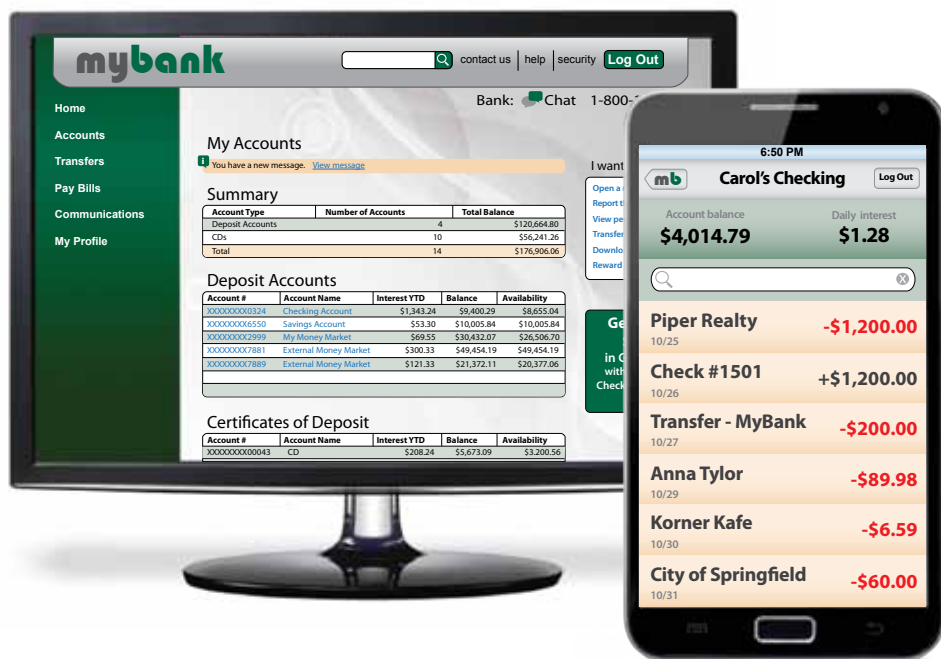 mybank
contact us help security Log Out
Bank: Chat 1-800-
Home
Accounts
Transfers
Pay Bills
Communications
My Profile
My Accounts
i You have a new message. View message
Summary
Account Type Number of Accounts Total Balance
Deposit Accounts 4 $120,664.80
CDs 10 $56,241.26
Total 14 $176,906.06
Deposit Accounts
Account # Account Name Interest YTD Balance Availability
XXXXXXXX0324 Checking Account $1,343.24 $9,400.29 $8,655.04
XXXXXXXX6550 Savings Account $53.30 $10,005.84 $10,005.84
XXXXXXXX2999 My Money Market $69.55 $30,432.07 $26,506.70
XXXXXXXX7881 External Money Market $300.33 $49,454.19 $49,454.19
XXXXXXXX7889 External Money Market $121.33 $21,372.11 $20,377.06
Certificates of Deposit
Account # Account Name Interest YTD Balance Availability
XXXXXXXX00043 CD $208.24 $5,673.09 $3.200.56
I want
Open a
Report
View
Transfer
Reward
in
with
Check
6:50 PM
mb Carol's Checking Log Out
Account balance Daily interest
$4,014.79 $1.28
Piper Realty -$1,200.00
10/25
Check #1501 +$1,200.00
10/26
Transfer - MyBank -$200.00
10/27
Anna Tylor -$89.98
10/29
Korner Kafe -$6.59
10/30
City of Springfield -$60.00
10/31